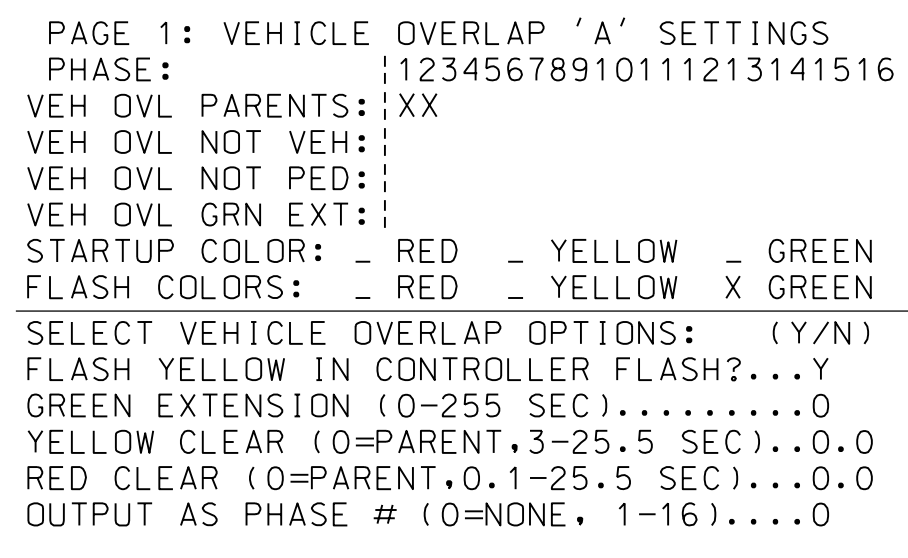 PAGE 1: VEHICLE OVERLAP 'A' SETTINGS
PHASE: ¦12345678910111213141516
VEH OVL PARENTS:¦XX
VEH OVL NOT VEH:¦
VEH OVL NOT PED:¦
VEH OVL GRN EXT:¦
STARTUP COLOR: _ RED _ YELLOW _ GREEN
FLASH COLORS: _ RED _ YELLOW X GREEN
SELECT VEHICLE OVERLAP OPTIONS: (Y/N)
FLASH YELLOW IN CONTROLLER FLASH?...Y
GREEN EXTENSION (0-255 SEC).........0
YELLOW CLEAR (0=PARENT,3-25.5 SEC)..0.0
RED CLEAR (0=PARENT,0.1-25.5 SEC)...0.0
OUTPUT AS PHASE # (0=NONE, 1-16)....0